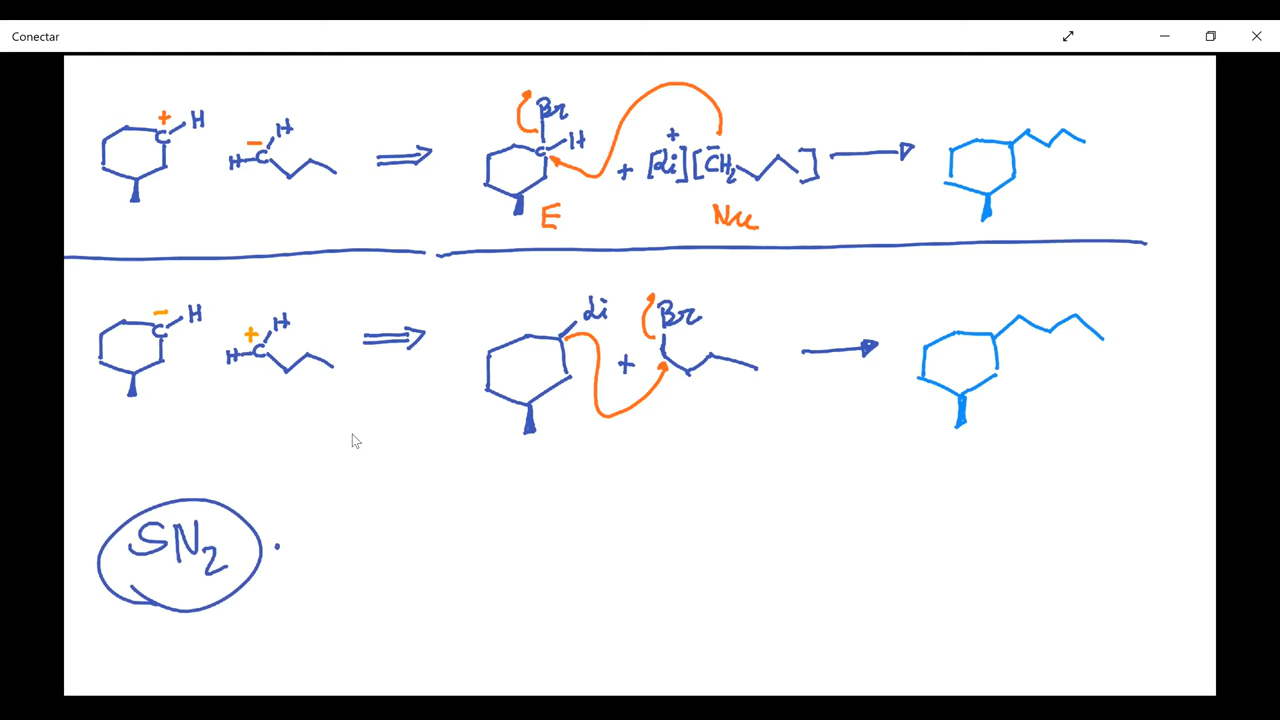 Conectar
+ H H - H C C
Br H C + [Li]+ [CH2 ]-
E Nu
- H H + H C C
Li + Br
SN2 .